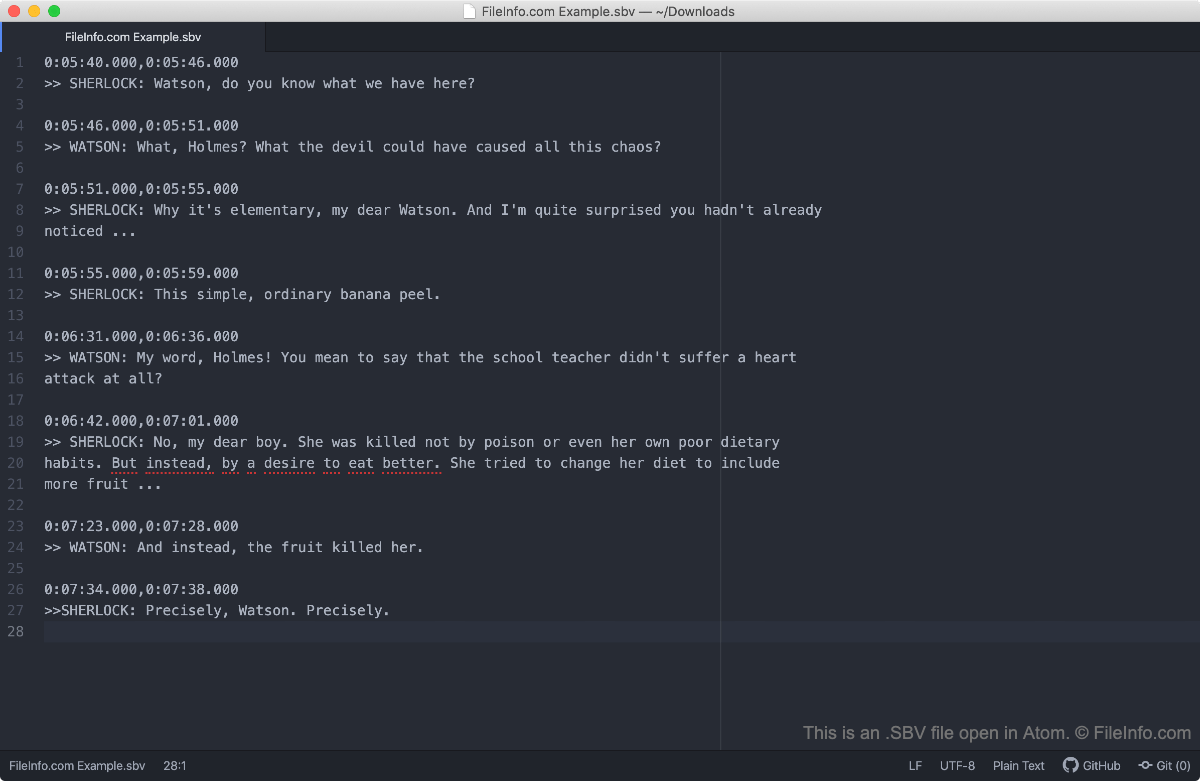 FileInfo.com Example.sbv — ~/Downloads
FileInfo.com Example.sbv
1 0:05:40.000,0:05:46.000
2 >> SHERLOCK: Watson, do you know what we have here?
3
4 0:05:46.000,0:05:51.000
5 >> WATSON: What, Holmes? What the devil could have caused all this chaos?
6
7 0:05:51.000,0:05:55.000
8 >> SHERLOCK: Why it's elementary, my dear Watson. And I'm quite surprised you hadn't already
9 noticed ...
10
11 0:05:55.000,0:05:59.000
12 >> SHERLOCK: This simple, ordinary banana peel.
13
14 0:06:31.000,0:06:36.000
15 >> WATSON: My word, Holmes! You mean to say that the school teacher didn't suffer a heart
16 attack at all?
17
18 0:06:42.000,0:07:01.000
19 >> SHERLOCK: No, my dear boy. She was killed not by poison or even her own poor dietary
20 habits. But instead, by a desire to eat better. She tried to change her diet to include
21 more fruit ...
22
23 0:07:23.000,0:07:28.000
24 >> WATSON: And instead, the fruit killed her.
25
26 0:07:34.000,0:07:38.000
27 >>SHERLOCK: Precisely, Watson. Precisely.
28
This is an .SBV file open in Atom. © FileInfo.com
FileInfo.com Example.sbv 28:1 LF UTF-8 Plain Text GitHub Git (0)